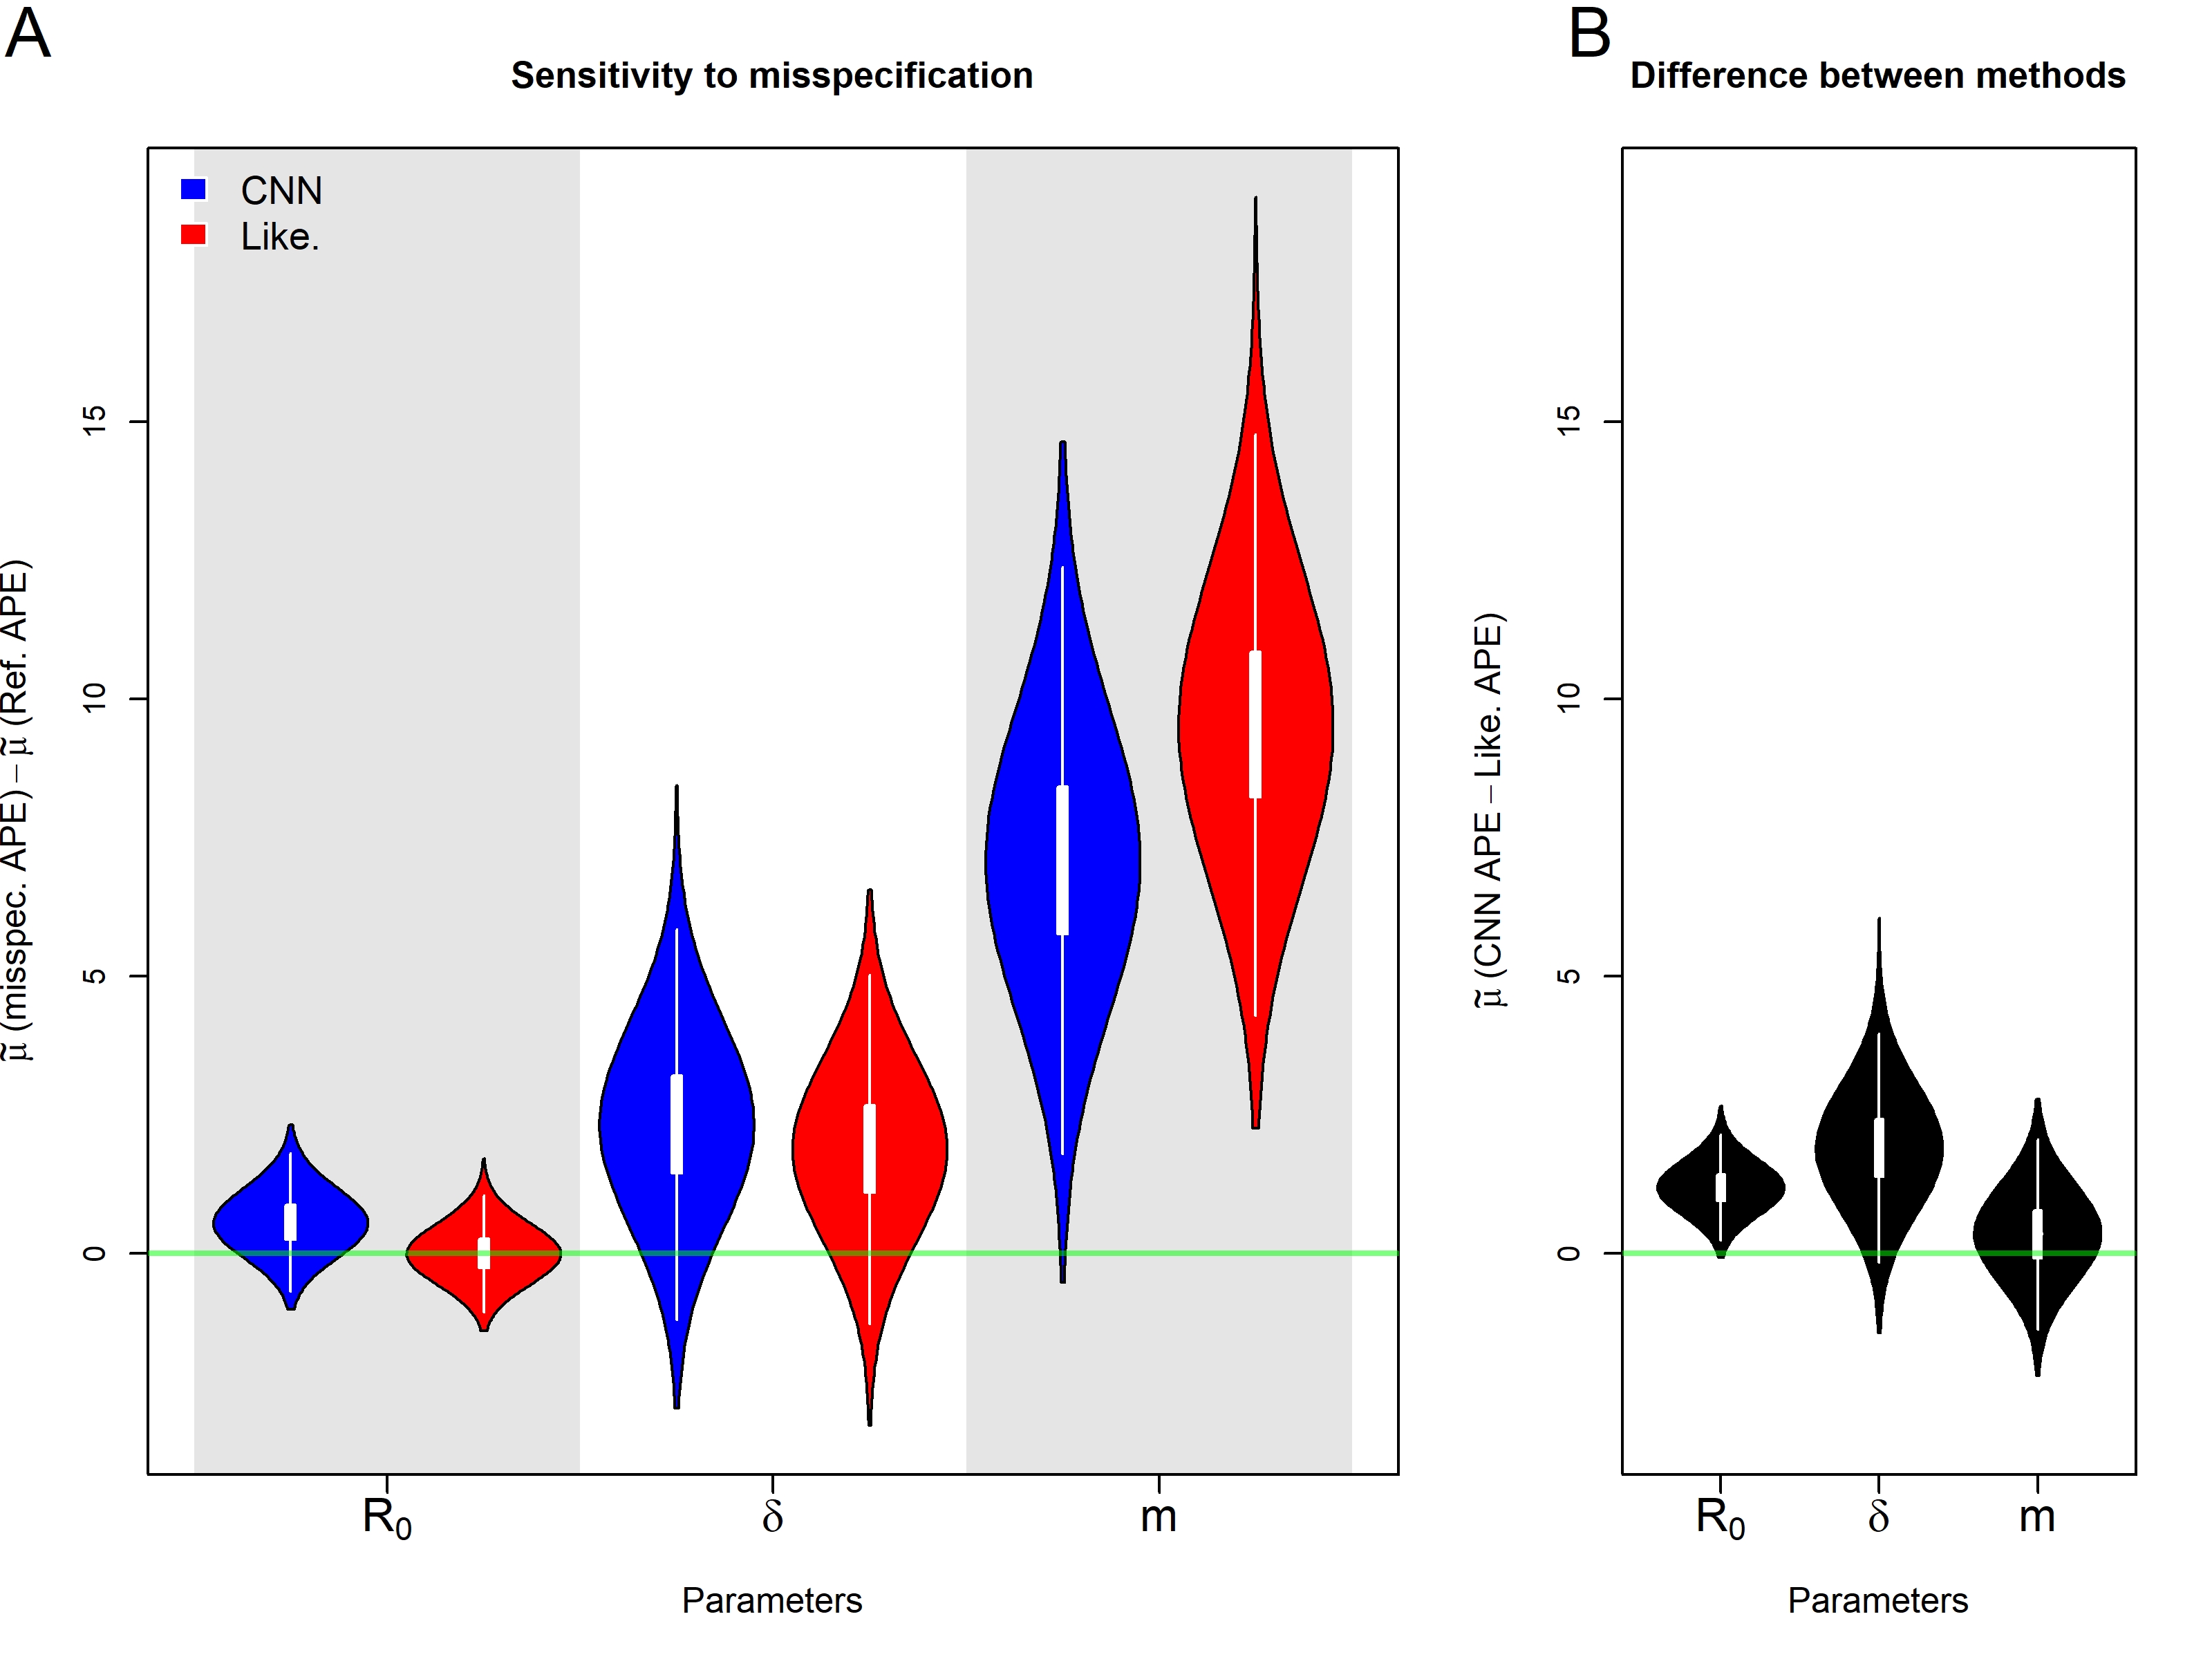 A
Sensitivity to misspecification
CNN
Like.
μ̃ (misspec. APE) – μ̃ (Ref. APE)
15
10
5
0
R₀ δ m
Parameters
B
Difference between methods
μ̃ (CNN APE – Like. APE)
15
10
5
0
R₀ δ m
Parameters